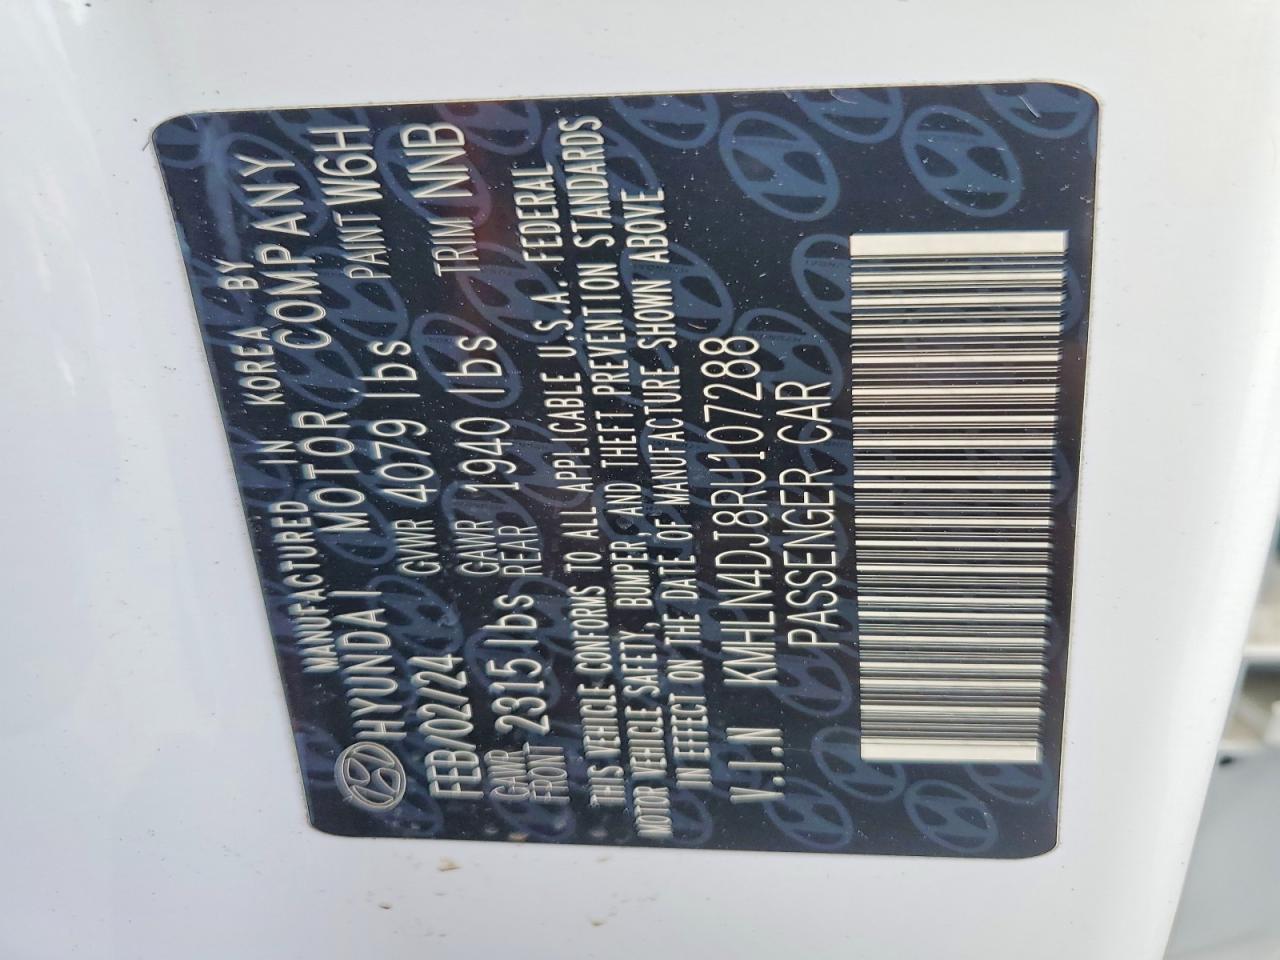 MANUFACTURED IN KOREA BY
HYUNDAI MOTOR COMPANY
FEB/02/24 GVWR 4079 lbs PAINT W6H
GAWR FRONT 2315 lbs GAWR REAR 1940 lbs TRIM NNB
THIS VEHICLE CONFORMS TO ALL APPLICABLE U.S.A. FEDERAL
MOTOR VEHICLE SAFETY, BUMPER, AND THEFT PREVENTION STANDARDS
IN EFFECT ON THE DATE OF MANUFACTURE SHOWN ABOVE
V.I.N KMHLN4DJ8RU107288
PASSENGER CAR